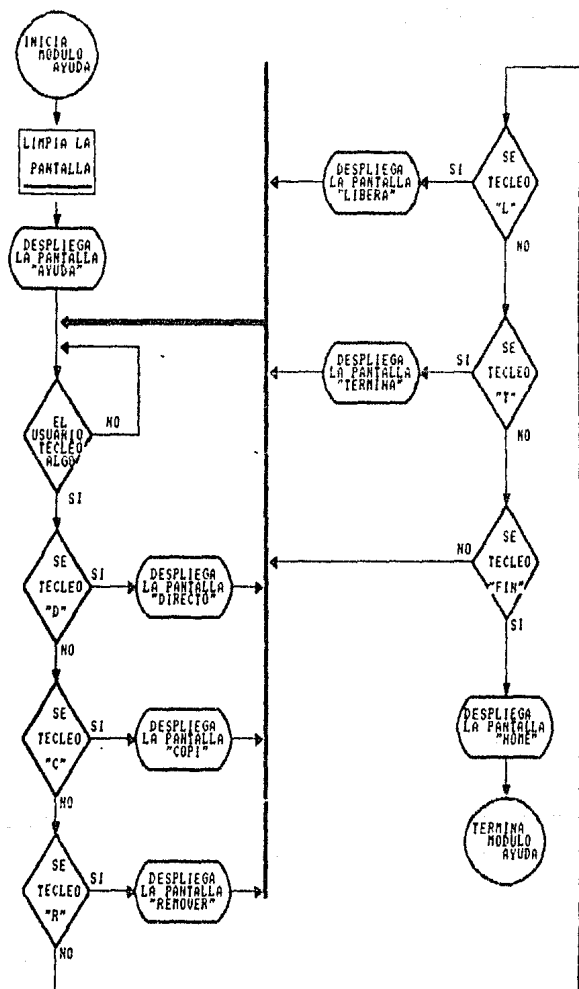 INICIA
MODULO
AYUDA
LIMPIA LA
PANTALLA
DESPLIEGA
LA PANTALLA
"AYUDA"
EL
USUARIO
TECLEO
ALGO
NO
SI
SE
TECLEO
"D"
SI
DESPLIEGA
LA PANTALLA
"DIRECTO"
NO
SE
TECLEO
"C"
SI
DESPLIEGA
LA PANTALLA
"COPI"
NO
SE
TECLEO
"R"
SI
DESPLIEGA
LA PANTALLA
"REMOVER"
NO
SE
TECLEO
"L"
SI
DESPLIEGA
LA PANTALLA
"LIBERA"
NO
SE
TECLEO
"T"
SI
DESPLIEGA
LA PANTALLA
"TERMINA"
NO
SE
TECLEO
"FIN"
NO
SI
DESPLIEGA
LA PANTALLA
"HOME"
TERMINA
MODULO
AYUDA